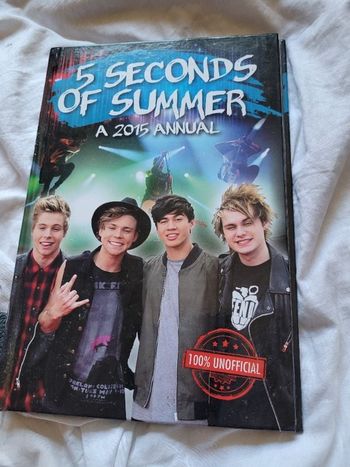 5 SECONDS
OF SUMMER
A 2015 ANNUAL
100% UNOFFICIAL